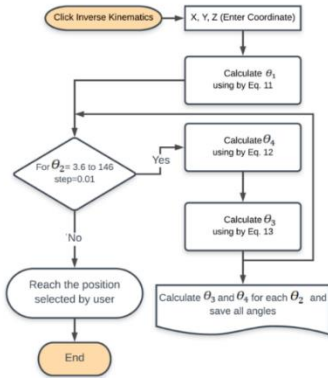 Click Inverse Kinematics
X, Y, Z (Enter Coordinate)
Calculate θ₁
using by Eq. 11
For θ₂= 3.6 to 146
step=0.01
Yes
Calculate θ₄
using by Eq. 12
Calculate θ₃
using by Eq. 13
No
Reach the position
selected by user
Calculate θ₃ and θ₄ for each θ₂ and
save all angles
End